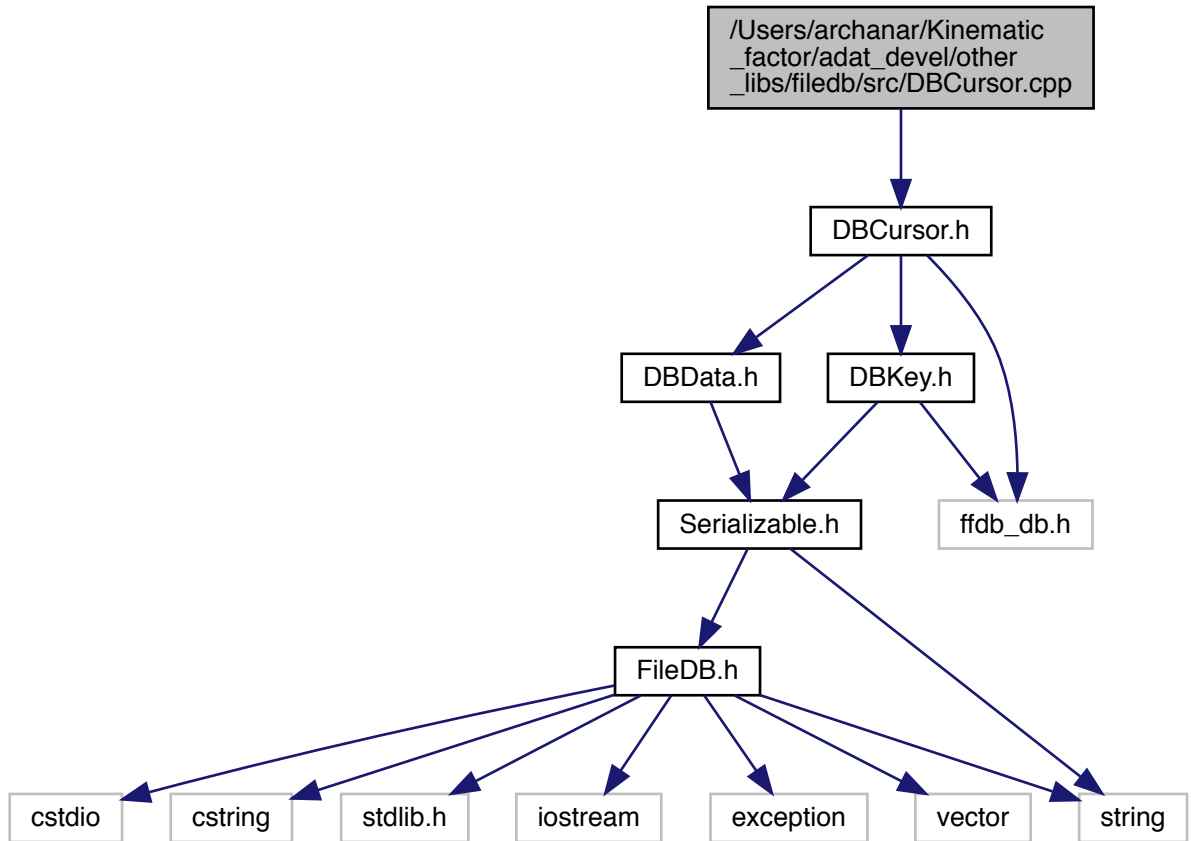 /Users/archanar/Kinematic
_factor/adat_devel/other
_libs/filedb/src/DBCursor.cpp
DBCursor.h
DBData.h
DBKey.h
Serializable.h
ffdb_db.h
FileDB.h
cstdio
cstring
stdlib.h
iostream
exception
vector
string